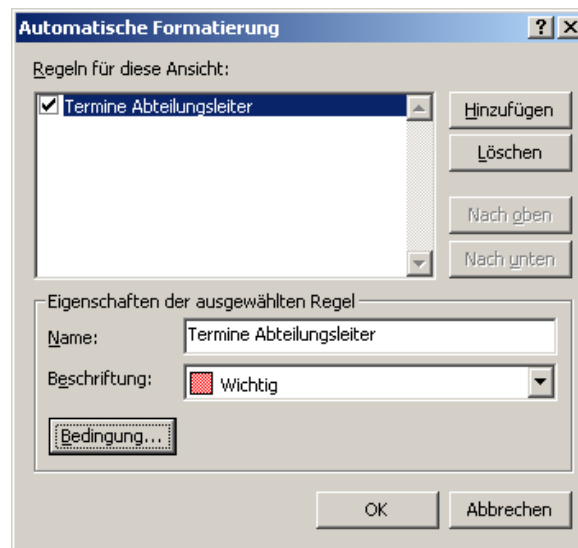 Automatische Formatierung
Regeln für diese Ansicht:
Termine Abteilungsleiter
Hinzufügen
Löschen
Nach oben
Nach unten
Eigenschaften der ausgewählten Regel
Name:
Termine Abteilungsleiter
Beschriftung:
Wichtig
Bedingung...
OK
Abbrechen